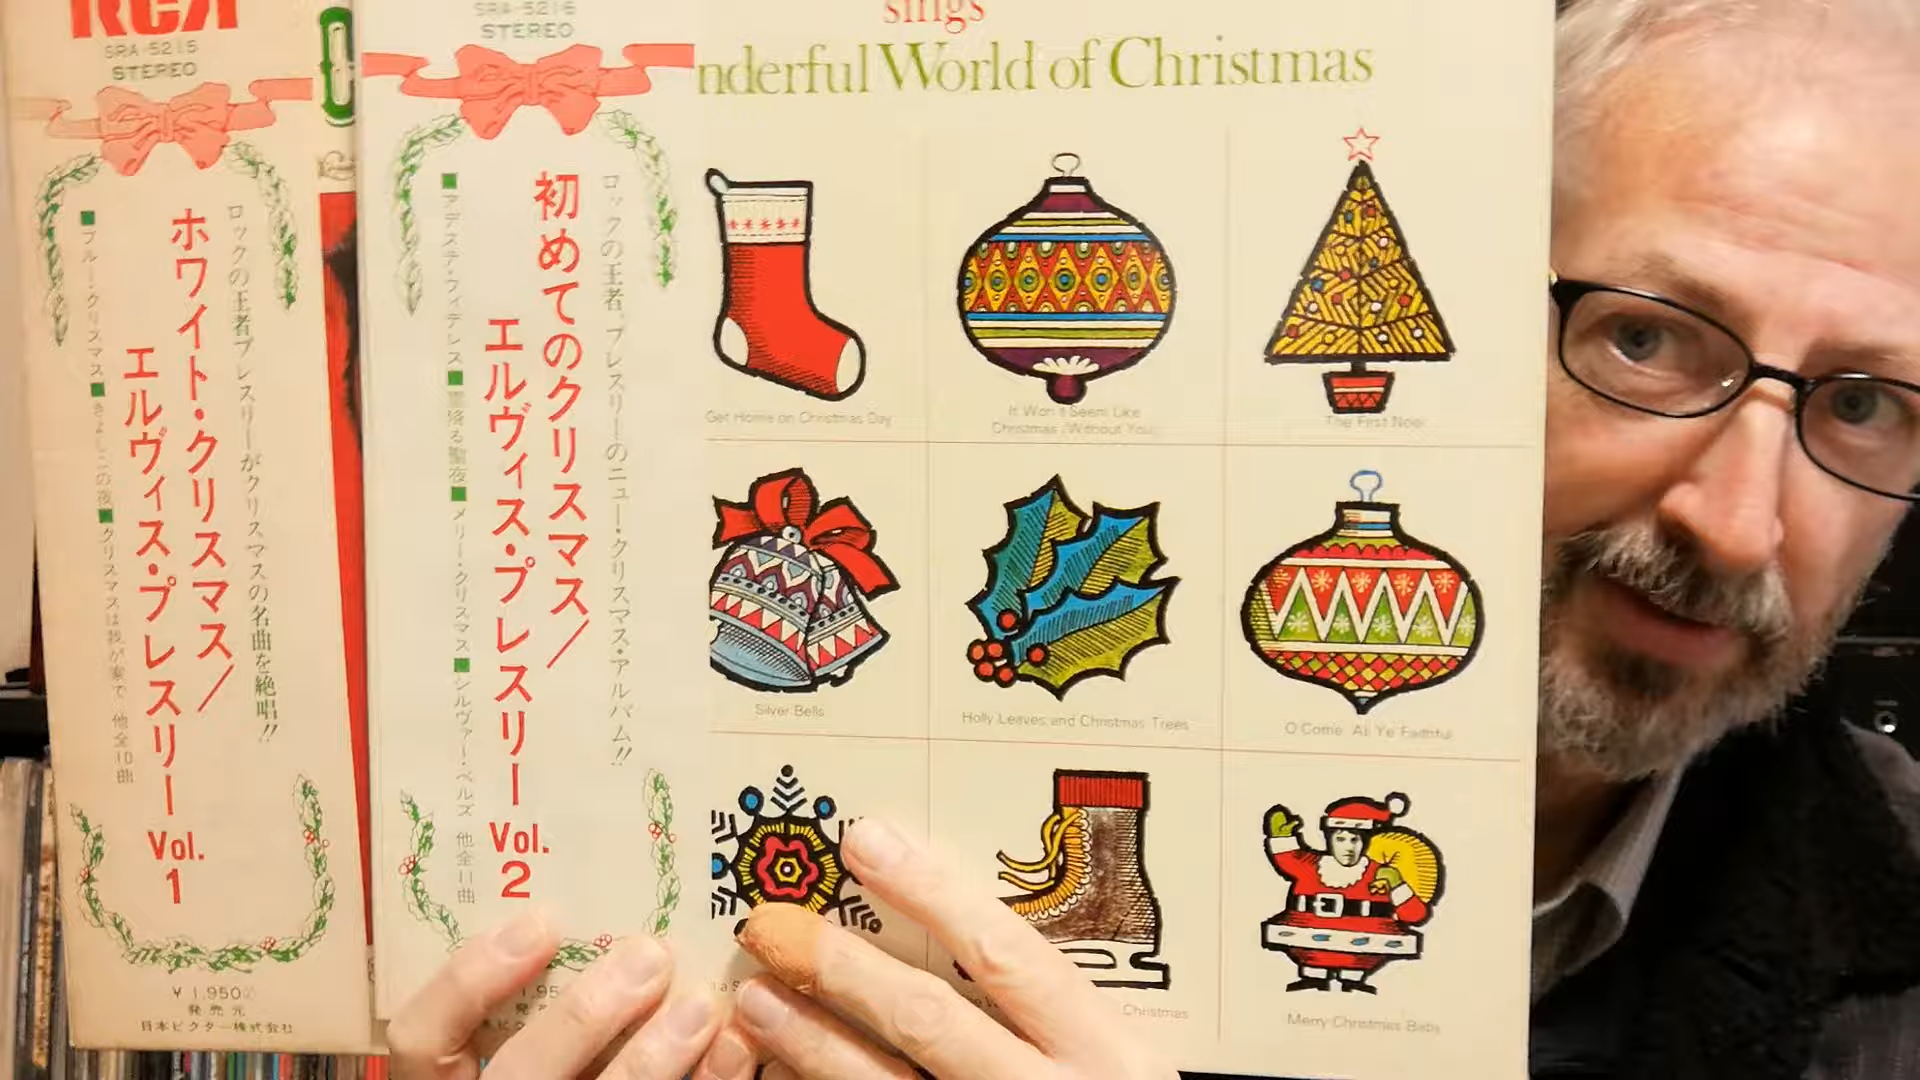 RCA
SRA-5215
STEREO
ロックの王者プレスリーがクリスマスの名曲を絶唱!!
ホワイト・クリスマス/
エルヴィス・プレスリー Vol. 1
■ブルー・クリスマス■きよしこの夜■クリスマスは我が家で 他全10曲
¥1,950
発売元
日本ビクター株式会社
SRA-5216
STEREO
ロックの王者、プレスリーのニュー・クリスマス・アルバム!!
初めてのクリスマス/
エルヴィス・プレスリー Vol. 2
■アデステ・フィデレス■聖夜■メリー・クリスマス■シルヴァー・ベルズ 他全11曲
1,95
sings
nderful World of Christmas
Get Home on Christmas Day
It Won't Seem Like
Christmas (Without You)
The First Noel
Silver Bells
Holly Leaves and Christmas Trees
O Come, All Ye Faithful
Christmas
Merry Christmas Baby